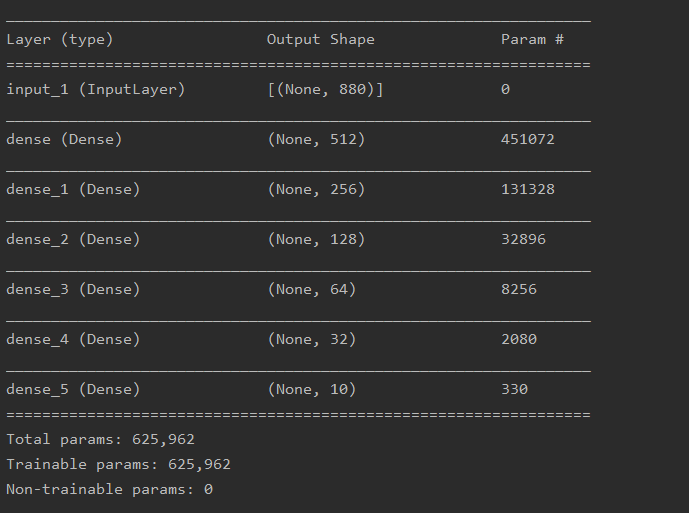 _________________________________________________________________
Layer (type)                 Output Shape              Param #
=================================================================
input_1 (InputLayer)         [(None, 880)]             0
_________________________________________________________________
dense (Dense)                (None, 512)               451072
_________________________________________________________________
dense_1 (Dense)              (None, 256)               131328
_________________________________________________________________
dense_2 (Dense)              (None, 128)               32896
_________________________________________________________________
dense_3 (Dense)              (None, 64)                8256
_________________________________________________________________
dense_4 (Dense)              (None, 32)                2080
_________________________________________________________________
dense_5 (Dense)              (None, 10)                330
=================================================================
Total params: 625,962
Trainable params: 625,962
Non-trainable params: 0